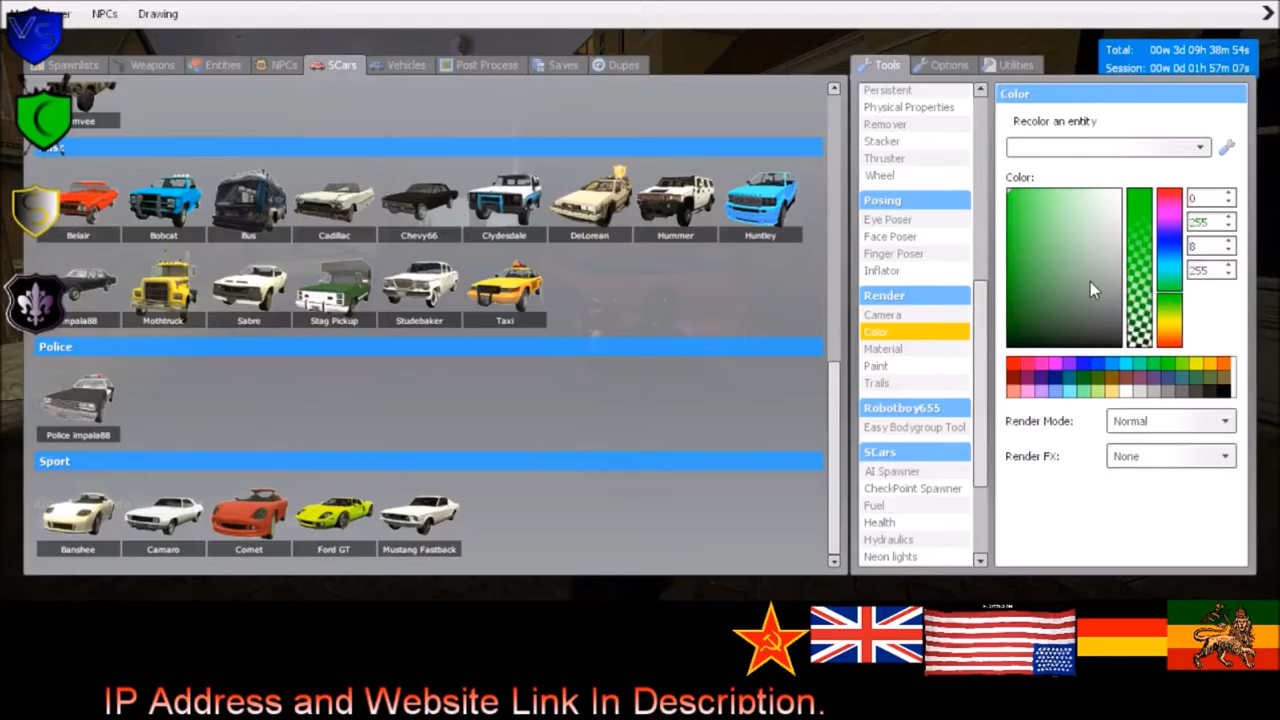 NPCs Drawing
Total: 00w 3d 09h 38m 54s
Session: 00w 0d 01h 57m 07s
Spawnlists Weapons Entities NPCs SCars Vehicles Post Process Saves Dupes
Tools Options Utilities
Belair Bobcat Bus Cadillac Chevy66 Clydesdale DeLorean Hummer Huntley
Impala88 Mothtruck Sabre Stag Pickup Studebaker Taxi
Police
Police impala88
Sport
Banshee Camaro Comet Ford GT Mustang Fastback
Persistent
Physical Properties
Remover
Stacker
Thruster
Wheel
Posing
Eye Poser
Face Poser
Finger Poser
Inflator
Render
Camera
Color
Material
Paint
Trails
Robotboy655
Easy Bodygroup Tool
SCars
AI Spawner
CheckPoint Spawner
Fuel
Health
Hydraulics
Neon lights
Color
Recolor an entity
Color:
0
255
8
255
Render Mode: Normal
Render FX: None
VS
S
IP Address and Website Link In Description.